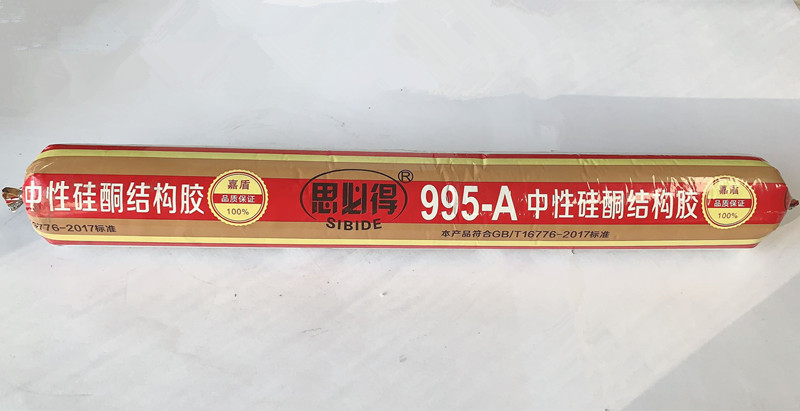 中性硅酮结构胶
嘉盾
品质保证
100%
776-2017标准
思必得®
SIBIDE
995-A 中性硅酮结构胶
本产品符合GB/T16776-2017标准
嘉盾
品质保证
100%